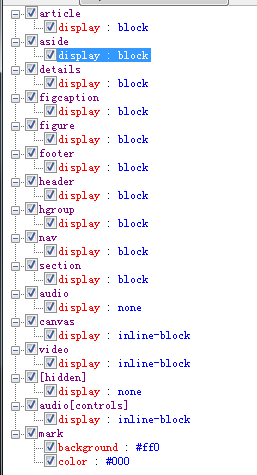 article
display : block
aside
display : block
details
display : block
figcaption
display : block
figure
display : block
footer
display : block
header
display : block
hgroup
display : block
nav
display : block
section
display : block
audio
display : none
canvas
display : inline-block
video
display : inline-block
[hidden]
display : none
audio[controls]
display : inline-block
mark
background : #ff0
color : #000